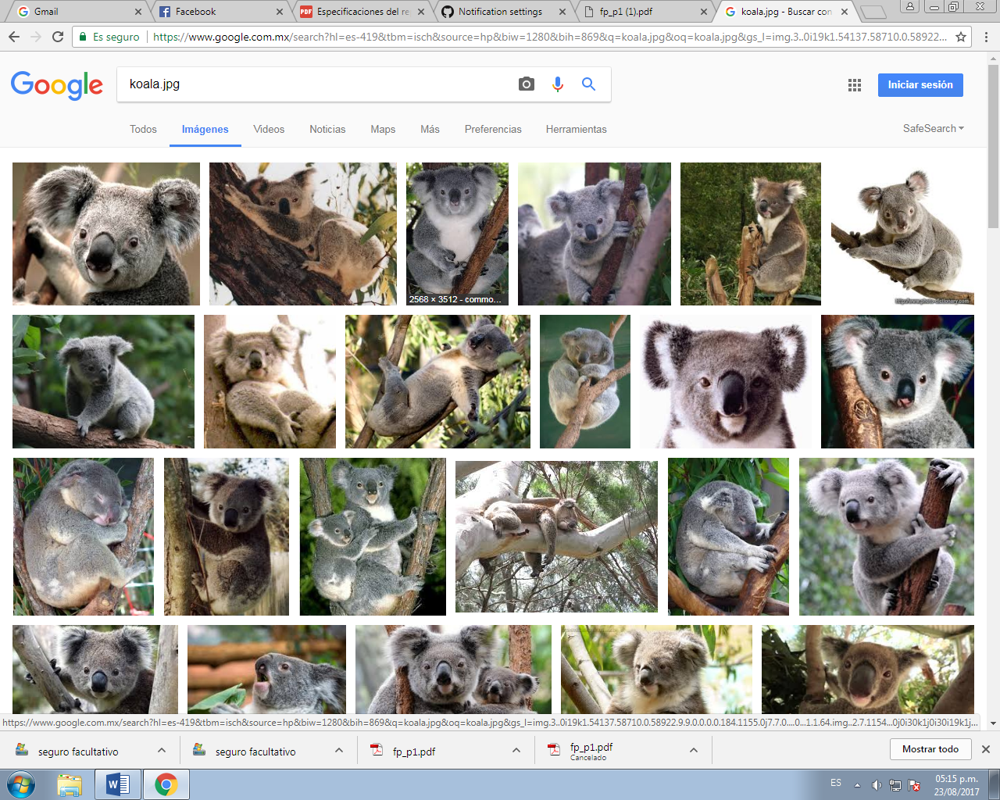 Gmail
Facebook
Especificaciones del re
Notification settings
fp_p1 (1).pdf
koala.jpg - Buscar con
Es seguro
https://www.google.com.mx/search?hl=es-419&tbm=isch&source=hp&biw=1280&bih=869&q=koala.jpg&oq=koala.jpg&gs_l=img.3..0i19k1.54137.58710.0.58922...
Google
koala.jpg
Iniciar sesión
Todos
Imágenes
Videos
Noticias
Maps
Más
Preferencias
Herramientas
SafeSearch
2568 × 3512 - commo...
http://www.photo-dictionary.com
https://www.google.com.mx/search?hl=es-419&tbm=isch&source=hp&biw=1280&bih=869&q=koala.jpg&oq=koala.jpg&gs_l=img.3..0i19k1.54137.58710.0.58922.9.9.0.0.0.0.184.1155.0j7.7.0....0...1.1.64.img..2.7.1154...0j0i30k1j0i30i19k1j...
seguro facultativo
seguro facultativo
fp_p1.pdf
fp_p1.pdf
Cancelado
Mostrar todo
ES
05:15 p.m.
23/08/2017